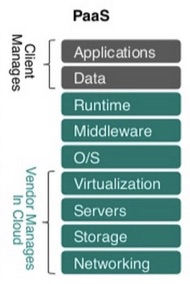 PaaS
Client
Manages
Applications
Data
Runtime
Middleware
O/S
Vendor Manages
In Cloud
Virtualization
Servers
Storage
Networking